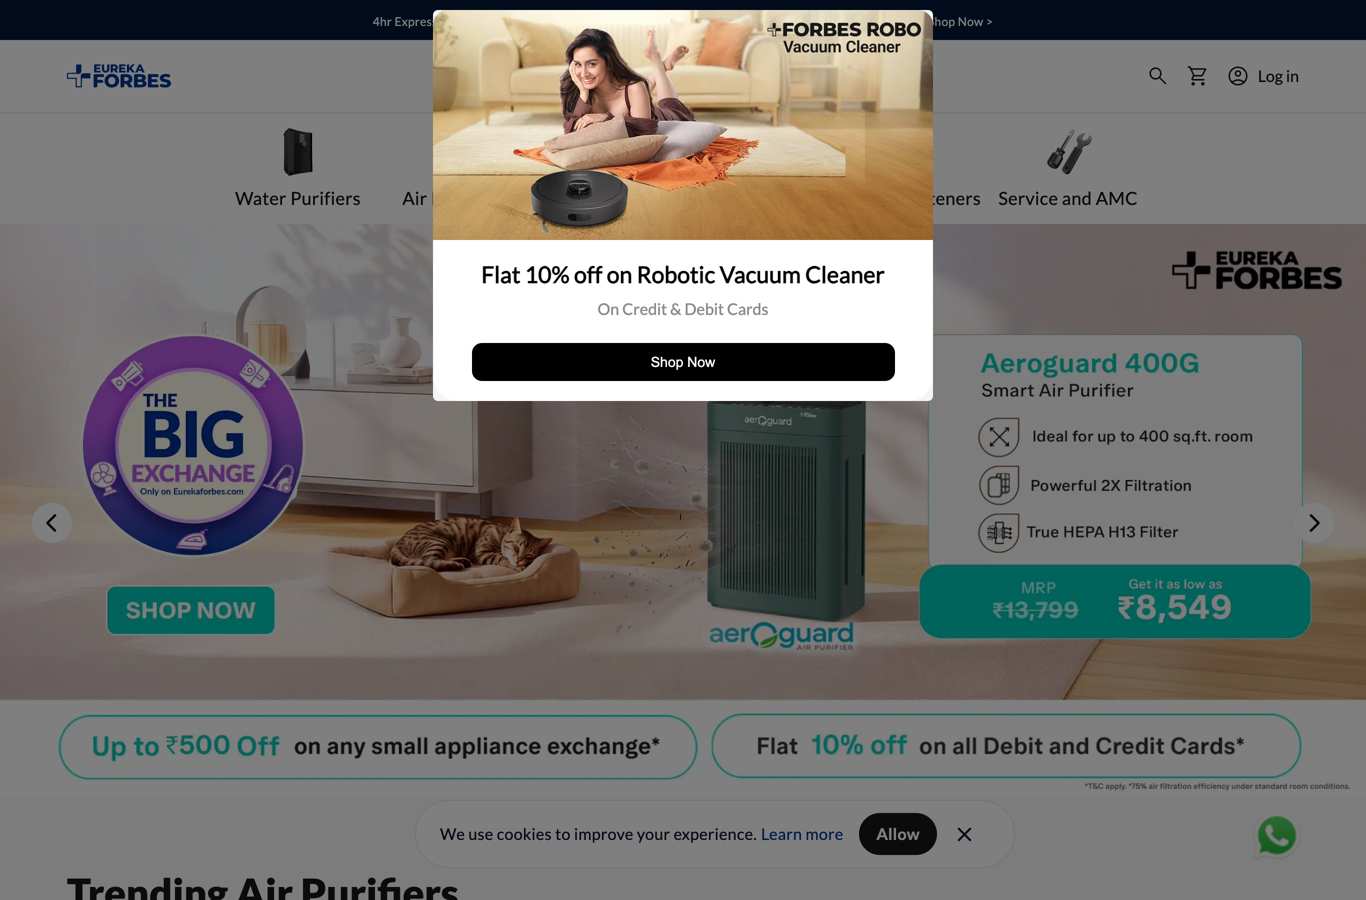 4hr Expres
hop Now >
EUREKA
FORBES
Log in
FORBES ROBO
Vacuum Cleaner
Water Purifiers
Air
teners
Service and AMC
Flat 10% off on Robotic Vacuum Cleaner
On Credit & Debit Cards
Shop Now
EUREKA
FORBES
THE
BIG
EXCHANGE
Only on Eurekaforbes.com
SHOP NOW
aeroguard
aeroguard
AIR PURIFIER
Aeroguard 400G
Smart Air Purifier
Ideal for up to 400 sq.ft. room
Powerful 2X Filtration
True HEPA H13 Filter
MRP
₹13,799
Get it as low as
₹8,549
Up to ₹500 Off on any small appliance exchange*
Flat 10% off on all Debit and Credit Cards*
*T&C apply. *75% air filtration efficiency under standard room conditions.
We use cookies to improve your experience. Learn more
Allow
Trending Air Purifiers